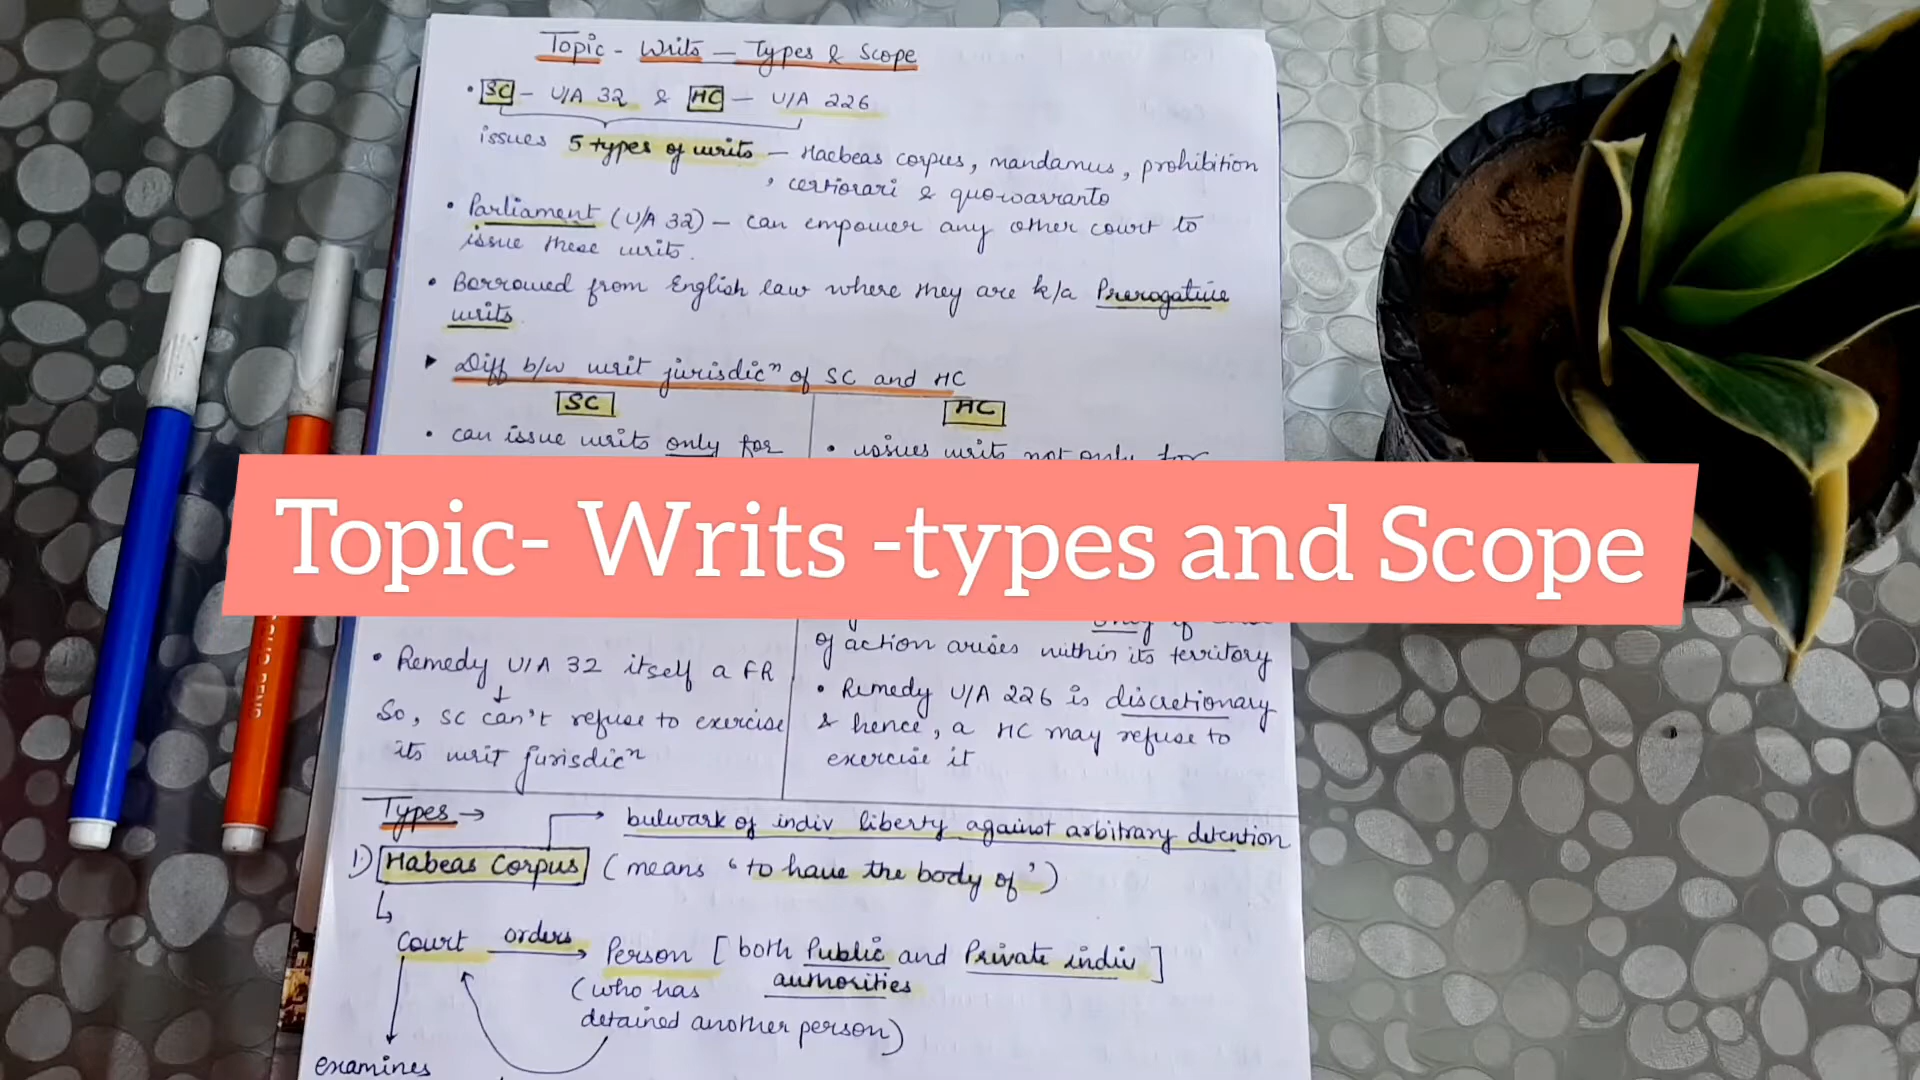 Topic - Writs — Types & Scope
• SC - U/A 32 & HC — U/A 226
issues 5 types of writs — Haebeas corpus, mandamus, prohibition
, certiorari & quo-warranto
• Parliament (U/A 32) — can empower any other court to
issue these writs.
• Borrowed from English law where they are k/a Prerogative
writs
▶ Diff b/w writ jurisdicⁿ of SC and HC
SC
• can issue writs only for
HC
• issues writs not only for
Topic- Writs -types and Scope
• Remedy U/A 32 itself a FR
So, SC can't refuse to exercise
its writ jurisdicⁿ
only if
of action arises within its territory
• Remedy U/A 226 is discretionary
& hence, a HC may refuse to
exercise it
Types →
→ bulwark of indiv liberty against arbitrary detention
1.) Habeas Corpus (means 'to have the body of')
Court orders → Person [both Public and Private indiv]
authorities
(who has
detained another person)
examines